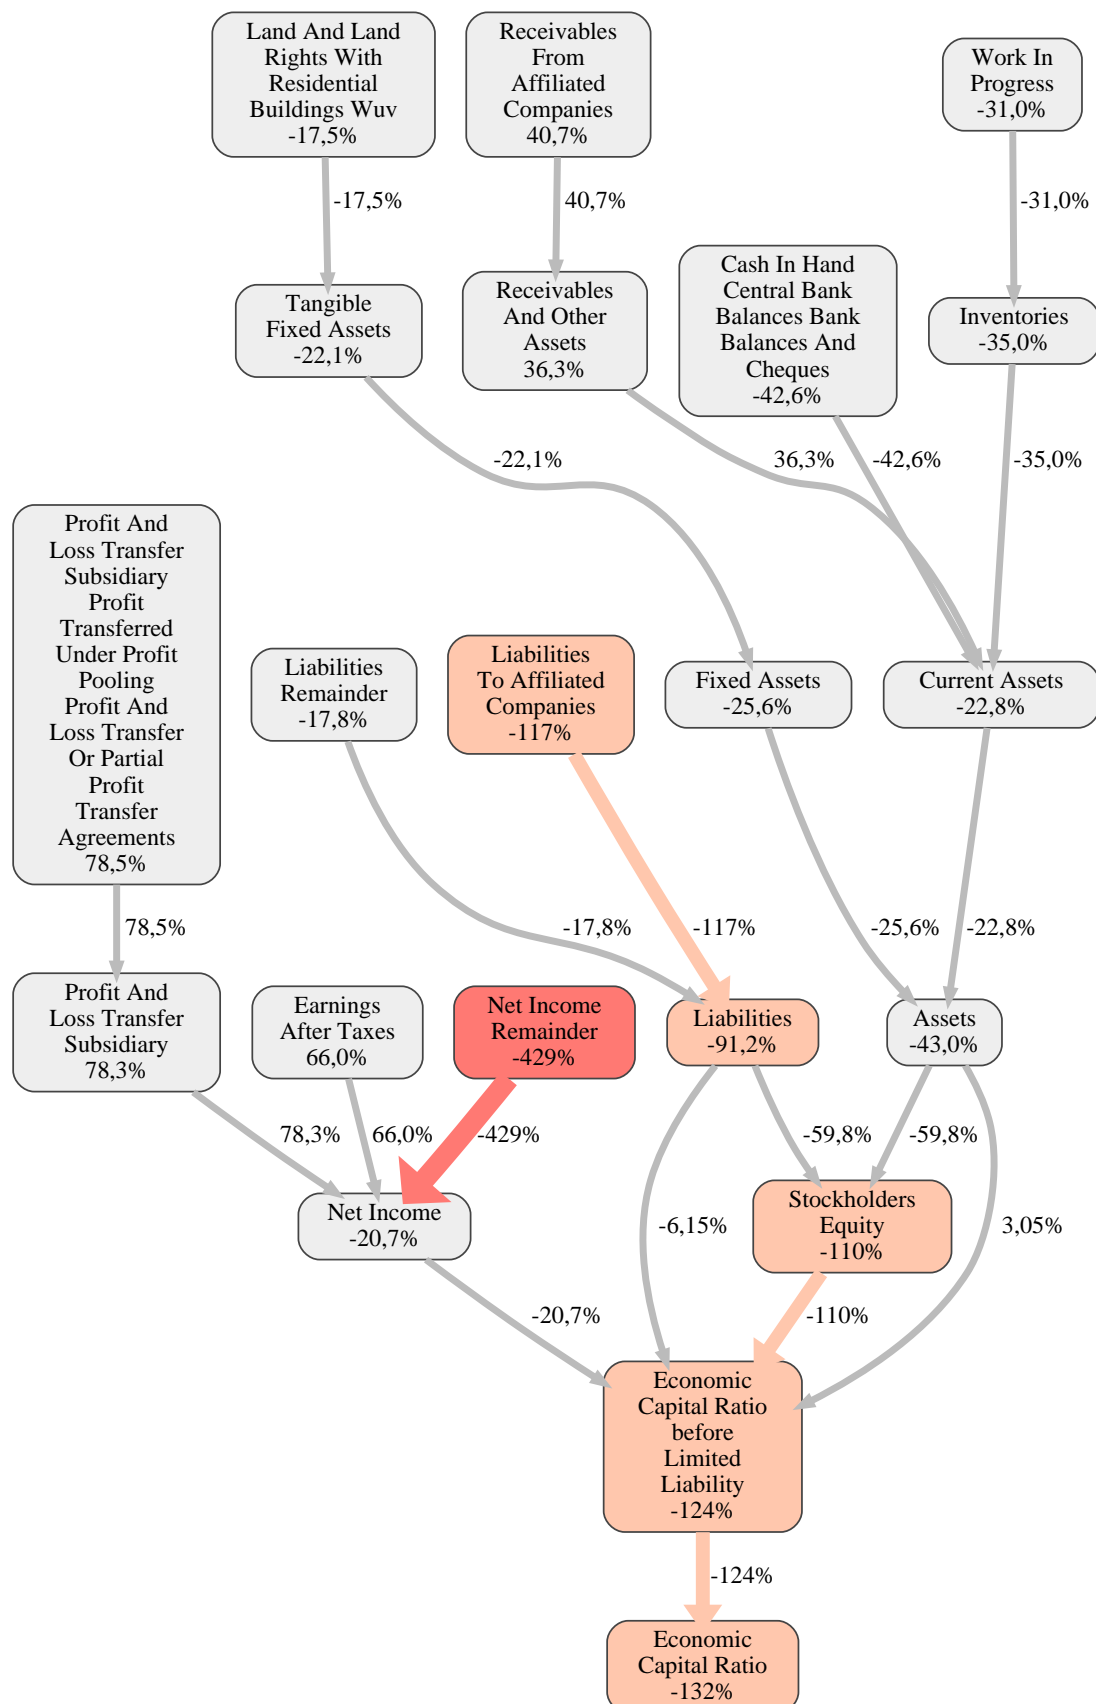 Land And Land
Rights With
Residential
Buildings Wuv
-17,5%
Receivables
From
Affiliated
Companies
40,7%
Work In
Progress
-31,0%
-17,5%
40,7%
-31,0%
Cash In Hand
Central Bank
Balances Bank
Balances And
Cheques
-42,6%
Tangible
Fixed Assets
-22,1%
Receivables
And Other
Assets
36,3%
Inventories
-35,0%
-22,1%
36,3%
-42,6%
-35,0%
Profit And
Loss Transfer
Subsidiary
Profit
Transferred
Under Profit
Pooling
Profit And
Loss Transfer
Or Partial
Profit
Transfer
Agreements
78,5%
Liabilities
Remainder
-17,8%
Liabilities
To Affiliated
Companies
-117%
Fixed Assets
-25,6%
Current Assets
-22,8%
78,5%
-17,8%
-117%
-25,6%
-22,8%
Profit And
Loss Transfer
Subsidiary
78,3%
Earnings
After Taxes
66,0%
Net Income
Remainder
-429%
Liabilities
-91,2%
Assets
-43,0%
78,3%
66,0%
-429%
-59,8%
-59,8%
Net Income
-20,7%
-6,15%
Stockholders
Equity
-110%
3,05%
-20,7%
-110%
Economic
Capital Ratio
before
Limited
Liability
-124%
-124%
Economic
Capital Ratio
-132%